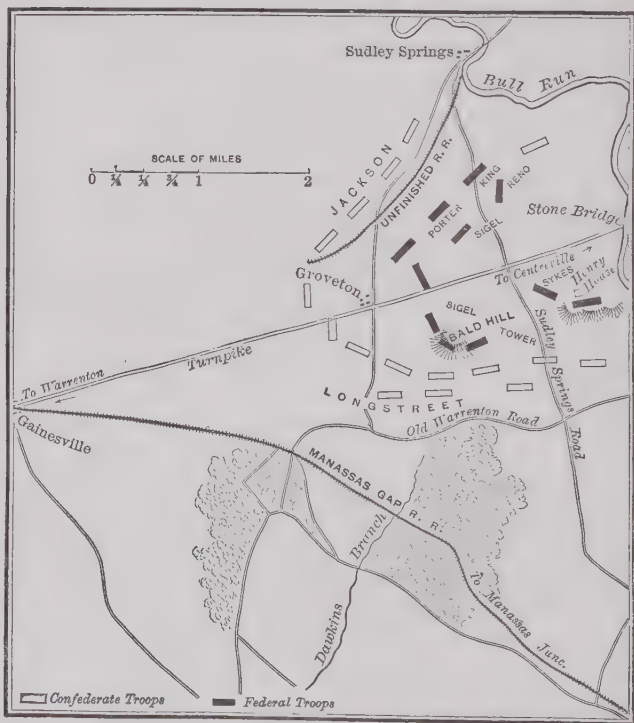 Sudley Springs
Bull Run
SCALE OF MILES
0 ¼ ½ ¾ 1 2
JACKSON
UNFINISHED R.R.
KING
RENO
PORTER
SIGEL
Stone Bridge
To Centreville
Groveton
SYKES
Henry House
SIGEL
BALD HILL
TOWER
Sudley Springs Road
Turnpike
To Warrenton
LONGSTREET
Old Warrenton Road
Gainesville
MANASSAS GAP R.R.
Dawkins Branch
To Manassas Junc.
Confederate Troops
Federal Troops